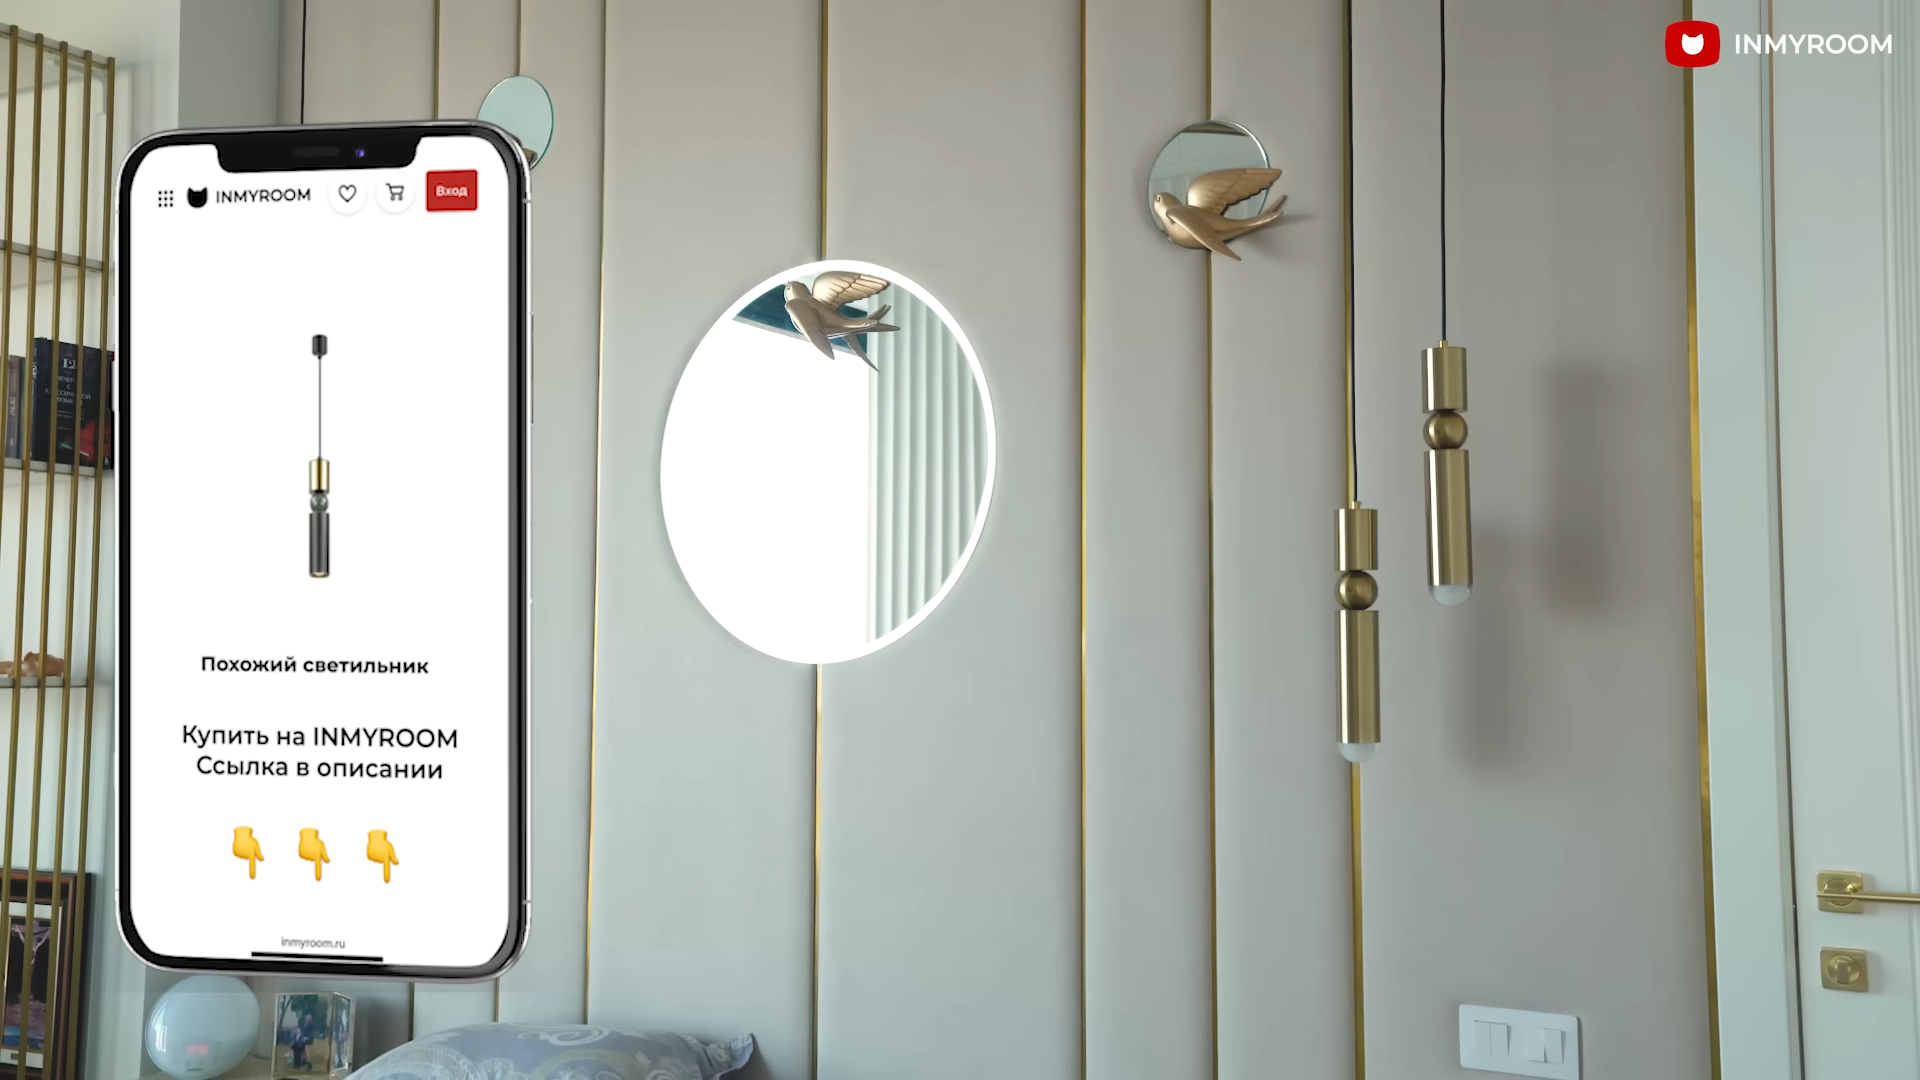 INMYROOM
INMYROOM
Вход
Похожий светильник
Купить на INMYROOM
Ссылка в описании
inmyroom.ru